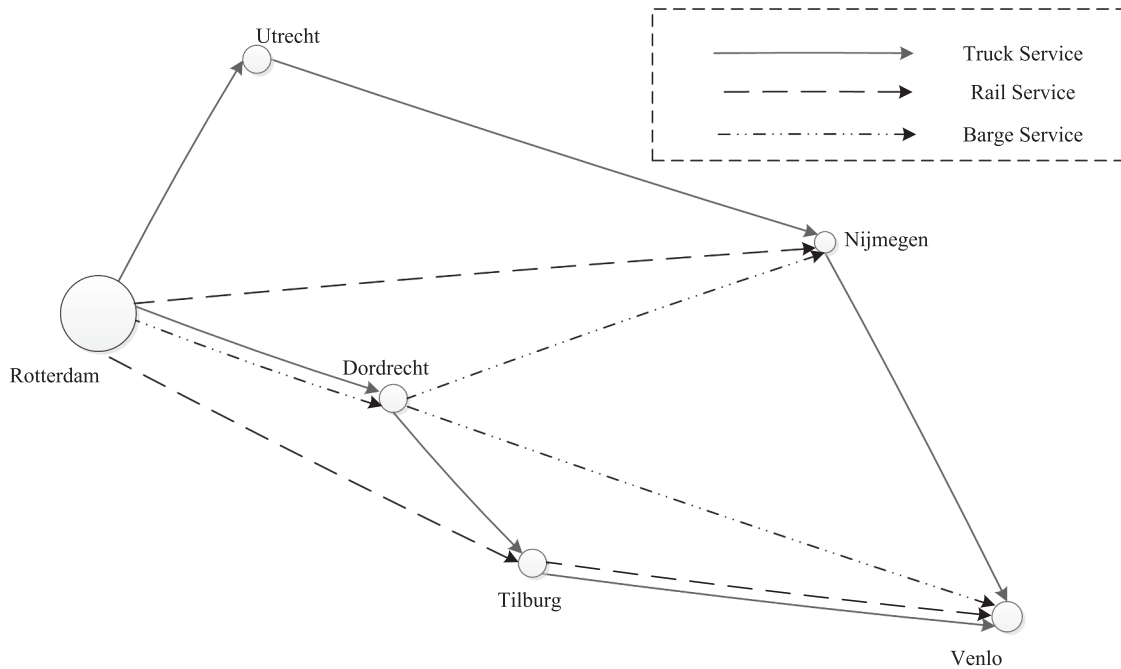 Utrecht
Truck Service
Rail Service
Barge Service
Nijmegen
Rotterdam
Dordrecht
Tilburg
Venlo